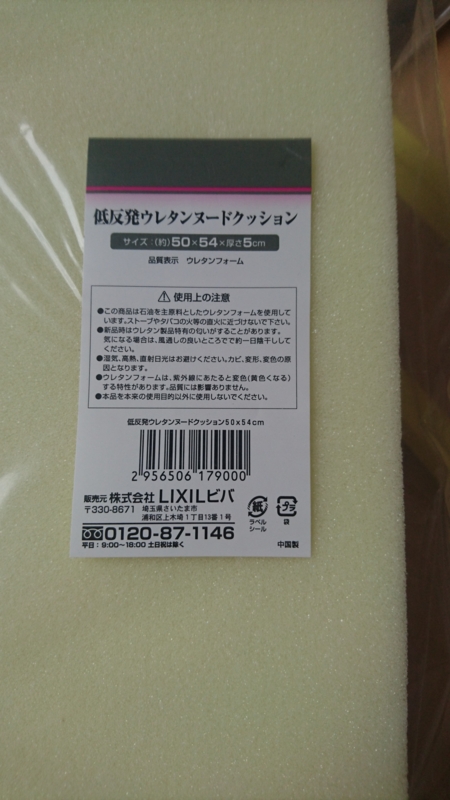 低反発ウレタンヌードクッション
サイズ:(約)50×54×厚さ5cm
品質表示 ウレタンフォーム
⚠使用上の注意
●この商品は石油を主原料としたウレタンフォームを使用して
います。ストーブやタバコの火等の直火に近づけないで下さい。
●新品時はウレタン製品特有の匂いがすることがあります。
気になる場合は、風通しの良いところでで約一日陰干しして
ください。
●湿気、高熱、直射日光はお避けください。カビ、変形、変色の原
因となります。
●ウレタンフォームは、紫外線にあたると変色(黄色くなる)
する特性があります。品質には影響ありません。
●本品を本来の使用目的以外に使用しないでください。
低反発ウレタンヌードクッション50x54cm
2 956506 179000
販売元 株式会社 LIXILビバ
〒330-8671 埼玉県さいたま市
浦和区上木崎1丁目13番1号
0120-87-1146
平日:9:00~18:00 土日祝は除く
紙
ラベル
シール
プラ
袋
中国製